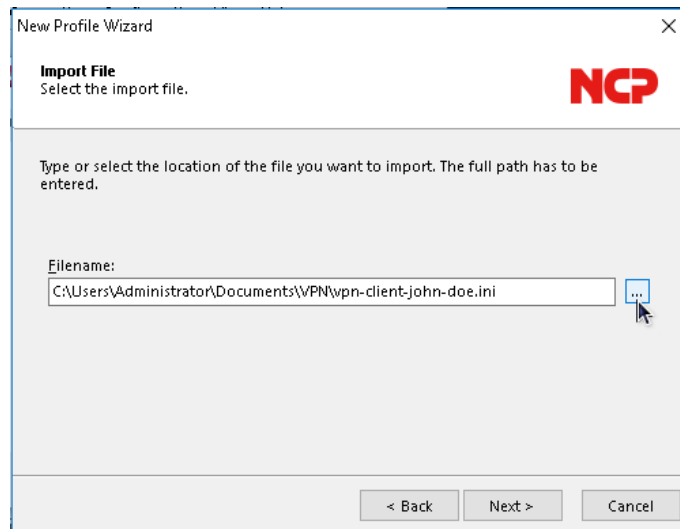 New Profile Wizard
Import File
Select the import file.
NCP
Type or select the location of the file you want to import. The full path has to be
entered.
Filename:
C:\Users\Administrator\Documents\VPN\vpn-client-john-doe.ini
...
< Back
Next >
Cancel